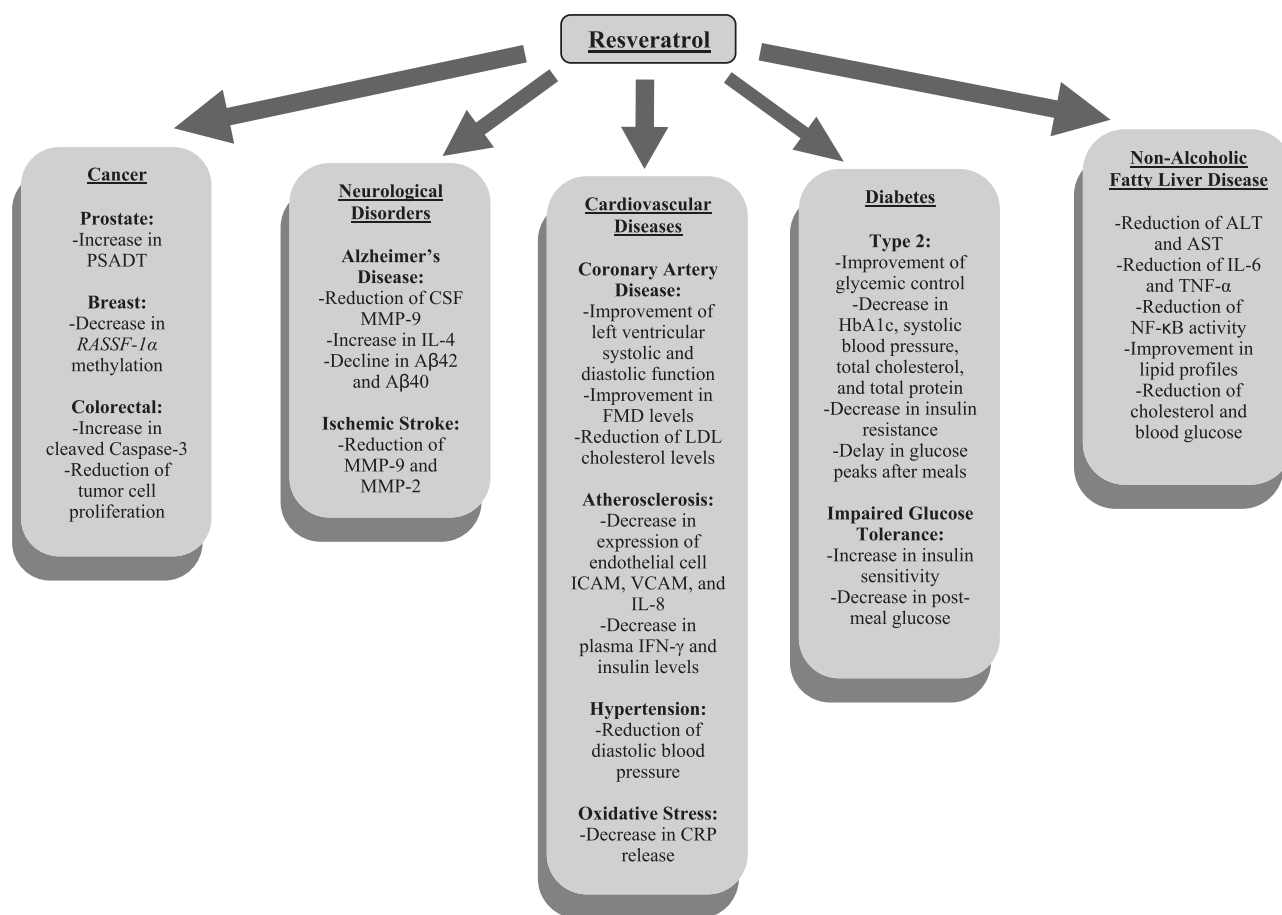 Resveratrol
Cancer
Prostate:
-Increase in
PSADT
Breast:
-Decrease in
RASSF-1α
methylation
Colorectal:
-Increase in
cleaved Caspase-3
-Reduction of
tumor cell
proliferation
Neurological
Disorders
Alzheimer's
Disease:
-Reduction of CSF
MMP-9
-Increase in IL-4
-Decline in Aβ42
and Aβ40
Ischemic Stroke:
-Reduction of
MMP-9 and
MMP-2
Cardiovascular
Diseases
Coronary Artery
Disease:
-Improvement of
left ventricular
systolic and
diastolic function
-Improvement in
FMD levels
-Reduction of LDL
cholesterol levels
Atherosclerosis:
-Decrease in
expression of
endothelial cell
ICAM, VCAM, and
IL-8
-Decrease in
plasma IFN-γ and
insulin levels
Hypertension:
-Reduction of
diastolic blood
pressure
Oxidative Stress:
-Decrease in CRP
release
Diabetes
Type 2:
-Improvement of
glycemic control
-Decrease in
HbA1c, systolic
blood pressure,
total cholesterol,
and total protein
-Decrease in insulin
resistance
-Delay in glucose
peaks after meals
Impaired Glucose
Tolerance:
-Increase in insulin
sensitivity
-Decrease in post-
meal glucose
Non-Alcoholic
Fatty Liver Disease
-Reduction of ALT
and AST
-Reduction of IL-6
and TNF-α
-Reduction of
NF-κB activity
-Improvement in
lipid profiles
-Reduction of
cholesterol and
blood glucose